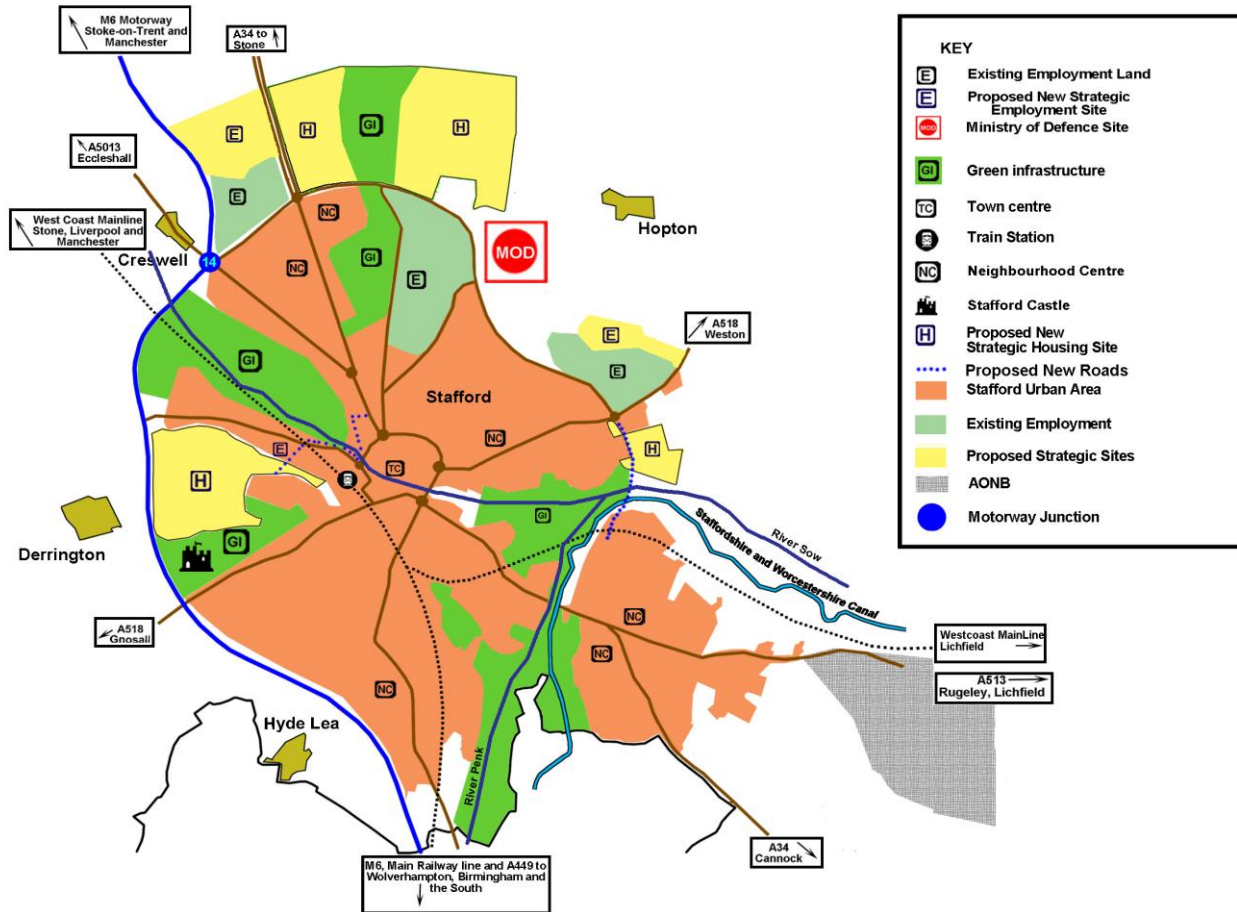 M6 Motorway
Stoke-on-Trent and
Manchester
A34 to
Stone
A5013
Eccleshall
West Coast Mainline
Stone, Liverpool and
Manchester
Creswell
14
E
E
H
GI
H
NC
NC
GI
E
MOD
Hopton
A518
Weston
E
E
GI
Stafford
NC
E
TC
H
H
GI
GI
Derrington
River Sow
Staffordshire and Worcestershire Canal
A518
Gnosall
NC
NC
NC
Westcoast MainLine
Lichfield
A513
Rugeley, Lichfield
Hyde Lea
River Penk
A34
Cannock
M6, Main Railway line and A449 to
Wolverhampton, Birmingham and
the South
KEY
E Existing Employment Land
E Proposed New Strategic
Employment Site
MOD Ministry of Defence Site
GI Green infrastructure
TC Town centre
Train Station
NC Neighbourhood Centre
Stafford Castle
H Proposed New
Strategic Housing Site
Proposed New Roads
Stafford Urban Area
Existing Employment
Proposed Strategic Sites
AONB
Motorway Junction